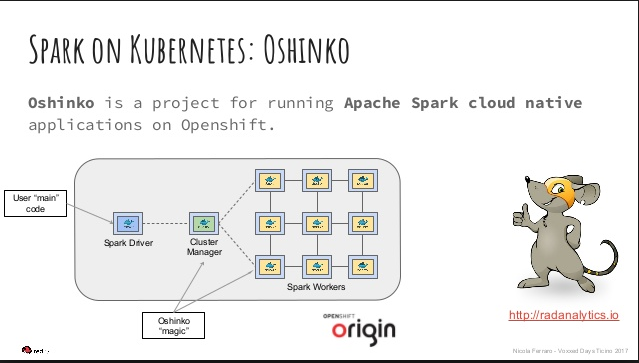 SPARK ON KUBERNETES: OSHINKO
Oshinko is a project for running Apache Spark cloud native
applications on Openshift.
User "main"
code
Spark Driver
Cluster
Manager
Spark Workers
Oshinko
"magic"
OPENSHIFT
origin
http://radanalytics.io
Nicola Ferraro - Voxxed Days Ticino 2017